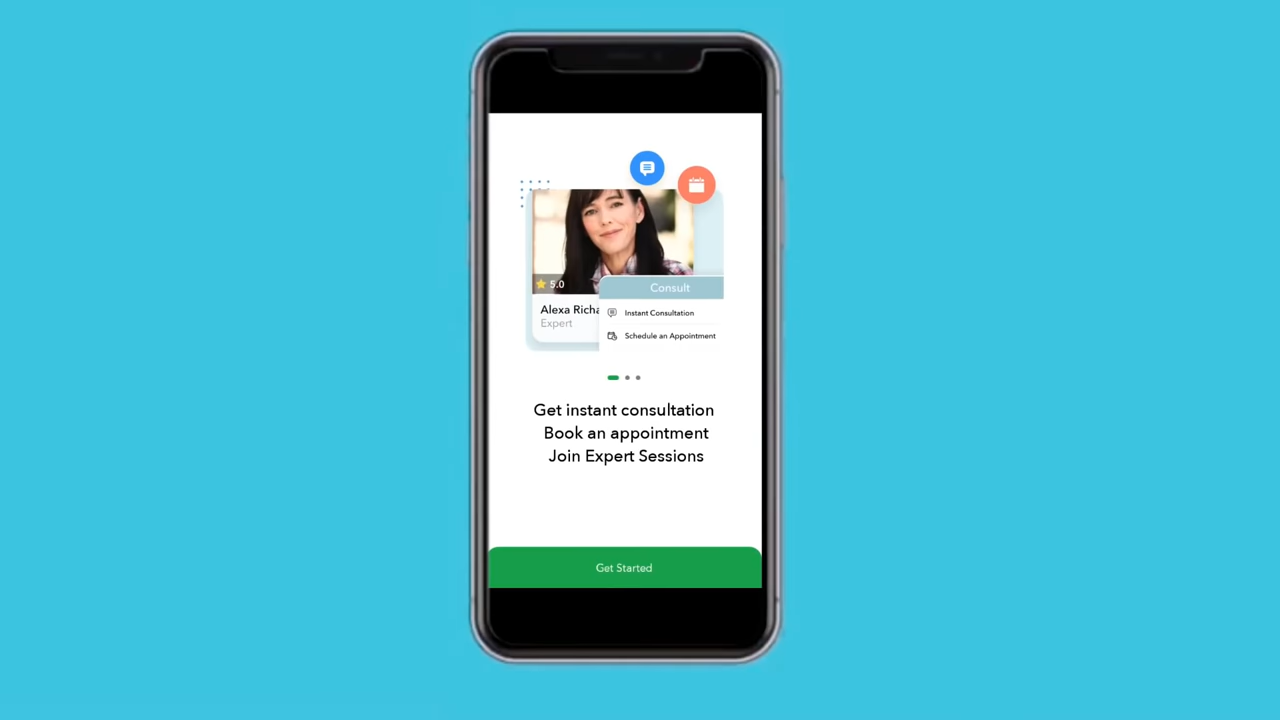 5.0
Consult
Alexa Richa
Expert
Instant Consultation
Schedule an Appointment
Get instant consultation
Book an appointment
Join Expert Sessions
Get Started